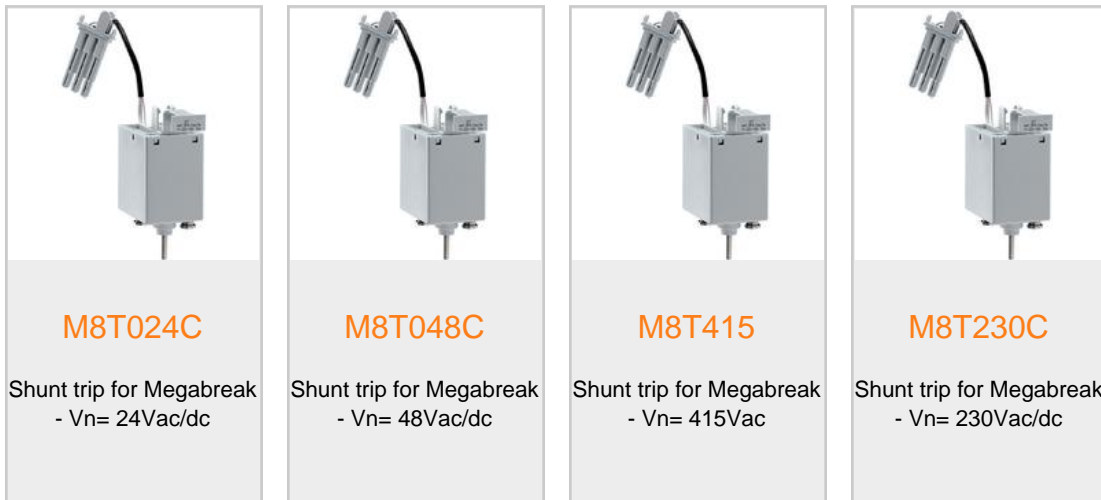 M8T024C
Shunt trip for Megabreak
- Vn= 24Vac/dc
M8T048C
Shunt trip for Megabreak
- Vn= 48Vac/dc
M8T415
Shunt trip for Megabreak
- Vn= 415Vac
M8T230C
Shunt trip for Megabreak
- Vn= 230Vac/dc